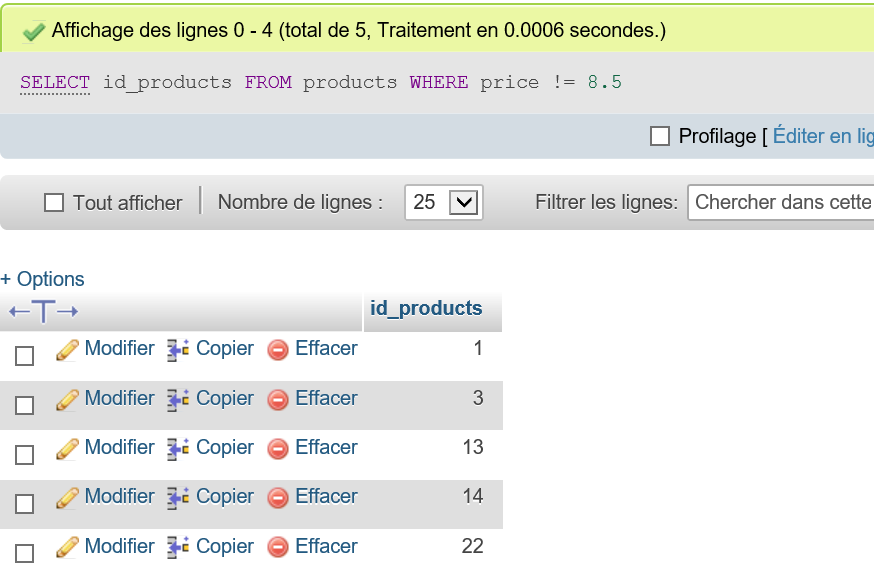 Affichage des lignes 0 - 4 (total de 5, Traitement en 0.0006 secondes.)
SELECT id_products FROM products WHERE price != 8.5
Profilage [ Éditer en lig
Tout afficher Nombre de lignes : 25 Filtrer les lignes: Chercher dans cette
+ Options
id_products
Modifier Copier Effacer 1
Modifier Copier Effacer 3
Modifier Copier Effacer 13
Modifier Copier Effacer 14
Modifier Copier Effacer 22